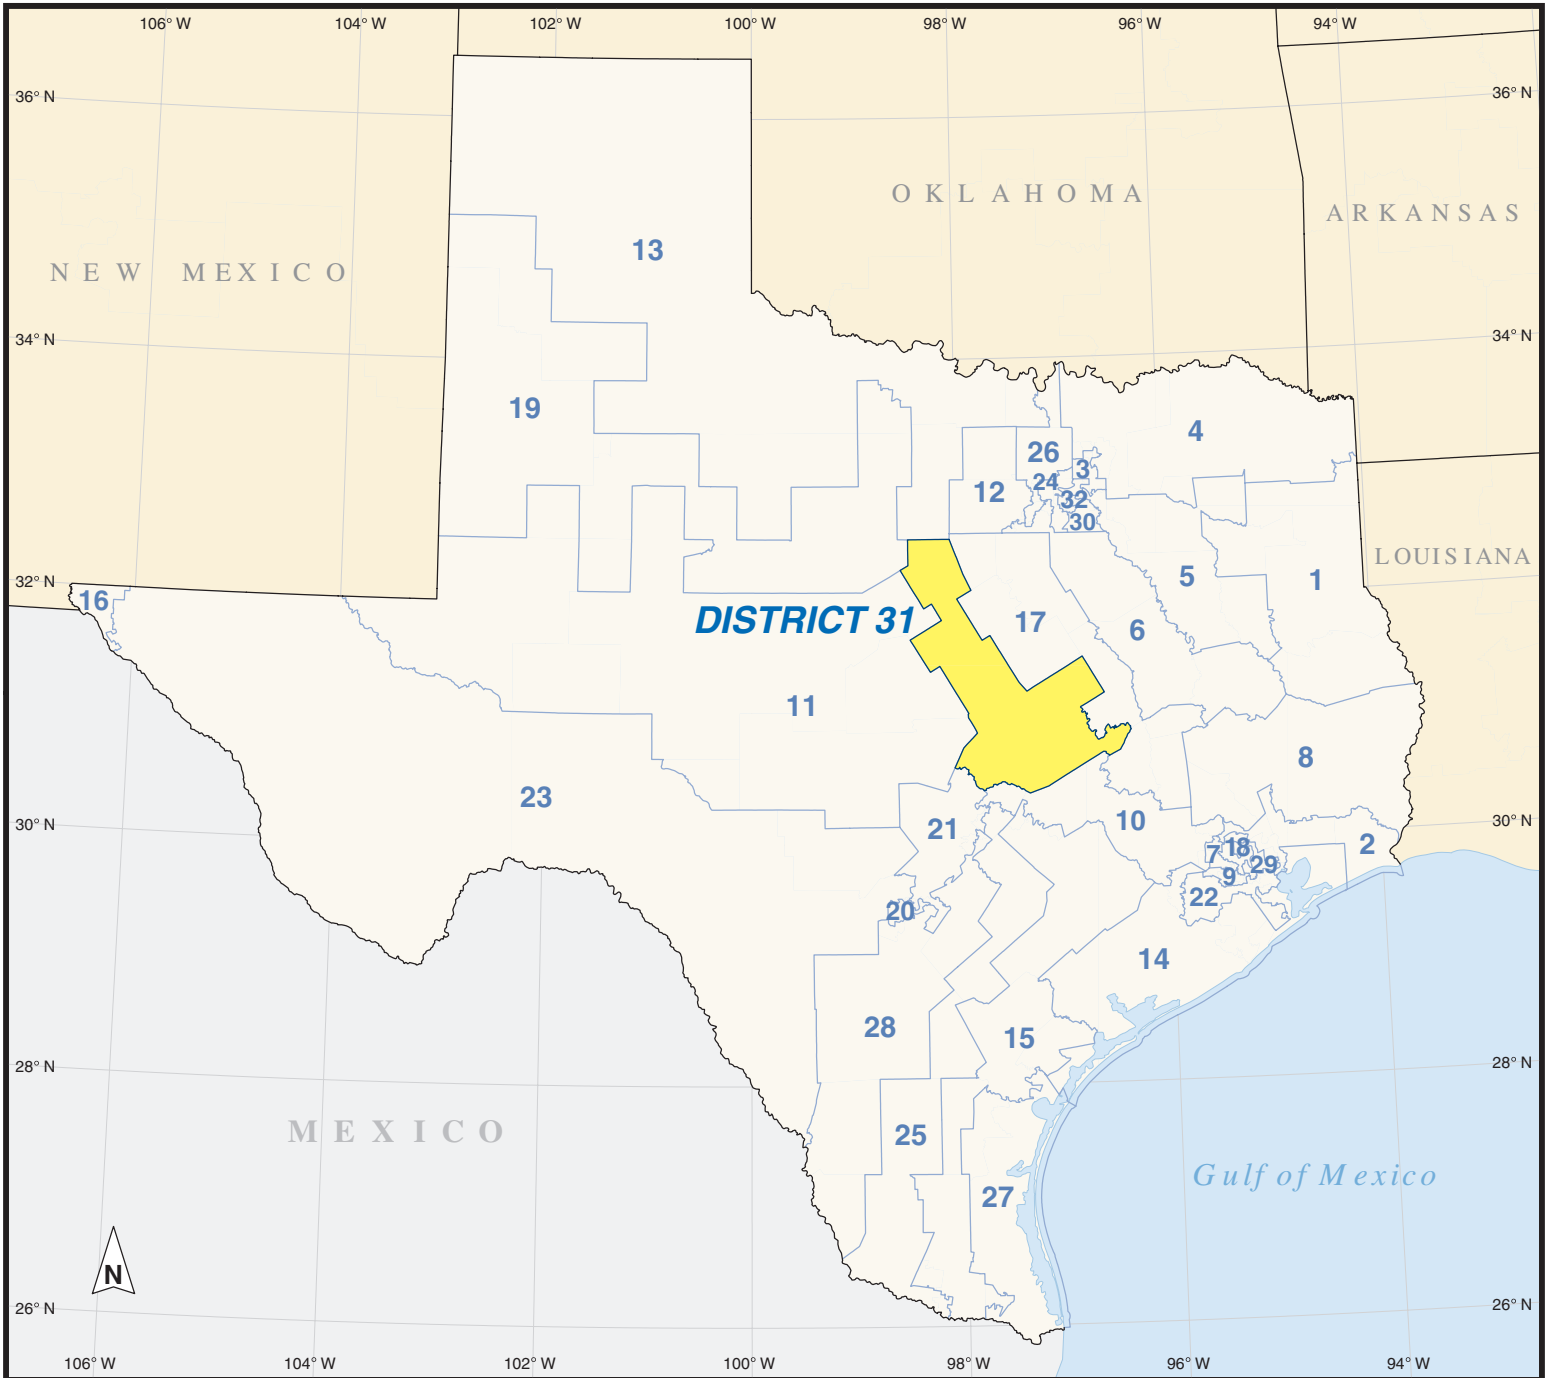 106° W 104° W 102° W 100° W 98° W 96° W 94° W
36° N 36° N
OKLAHOMA
ARKANSAS
13
NEW MEXICO
34° N 34° N
19
4
26
3
24
12
32
30
LOUISIANA
32° N
5
1
16
DISTRICT 31
17
6
11
8
23
30° N 30° N
10
21
2
7
18
29
9
22
20
14
28
15
28° N 28° N
MEXICO
25
Gulf of Mexico
27
N
26° N 26° N
106° W 104° W 102° W 100° W 98° W 96° W 94° W